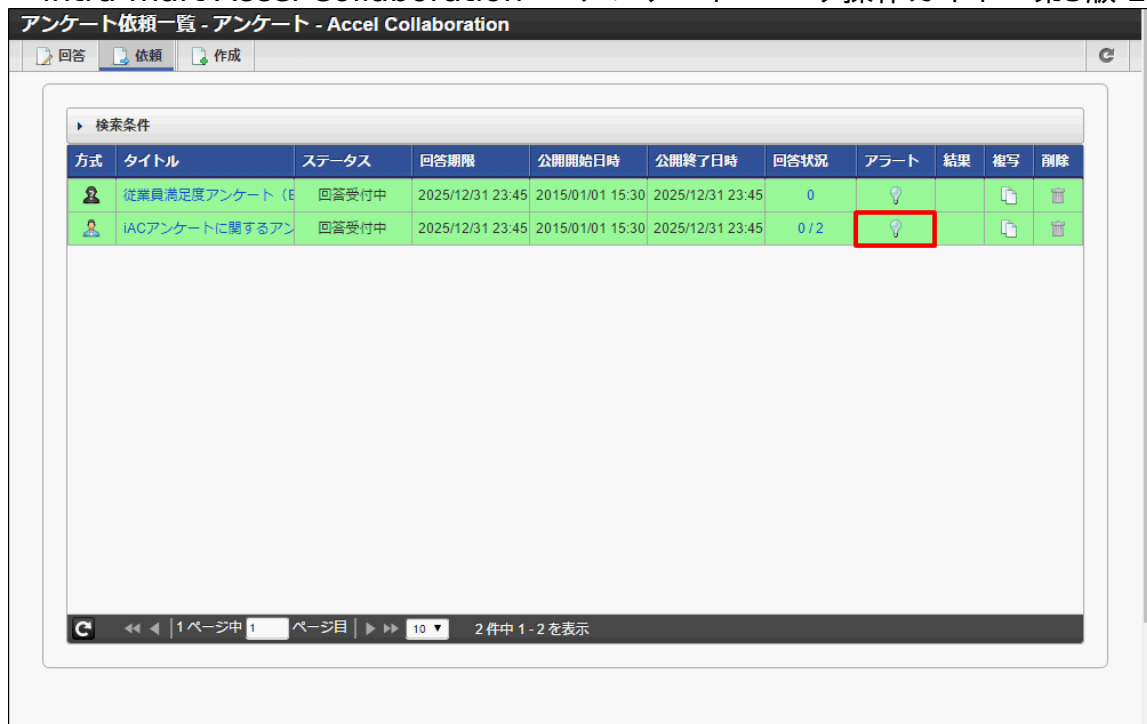 intra-mart Accel Collaboration
アンケート依頼一覧 - アンケート - Accel Collaboration
回答 依頼 作成
検索条件
方式 タイトル ステータス 回答期限 公開開始日時 公開終了日時 回答状況 アラート 結果 複写 削除
従業員満足度アンケート（E 回答受付中 2025/12/31 23:45 2015/01/01 15:30 2025/12/31 23:45 0
iACアンケートに関するアン 回答受付中 2025/12/31 23:45 2015/01/01 15:30 2025/12/31 23:45 0 / 2
1 ページ中 1 ページ目 10 2 件中 1 - 2 を表示